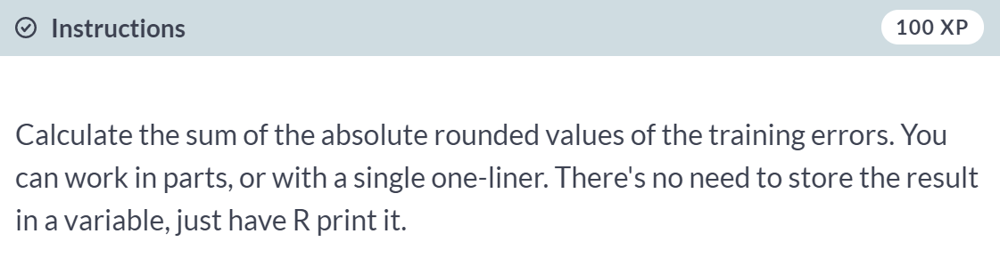 Instructions
100 XP
Calculate the sum of the absolute rounded values of the training errors. You
can work in parts, or with a single one-liner. There's no need to store the result
in a variable, just have R print it.